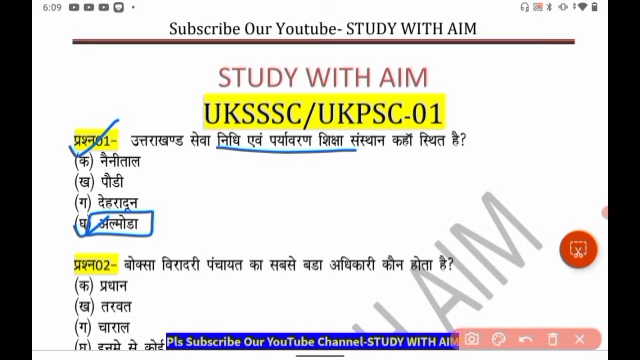 6:09
Subscribe Our Youtube- STUDY WITH AIM
STUDY WITH AIM
UKSSSC/UKPSC-01
प्रश्न01- उत्तराखण्ड सेवा निधि एवं पर्यावरण शिक्षा संस्थान कहॉ स्थित है?
(क) नैनीताल
(ख) पौडी
(ग) देहरादून
(घ) अल्मोडा
प्रश्न02- बोक्सा विरादरी पंचायत का सबसे बडा अधिकारी कौन होता है?
(क) प्रधान
(ख) तरवत
(ग) चाराल
(घ) इनमे से कोई
Pls Subscribe Our YouTube Channel-STUDY WITH AIM
AIM